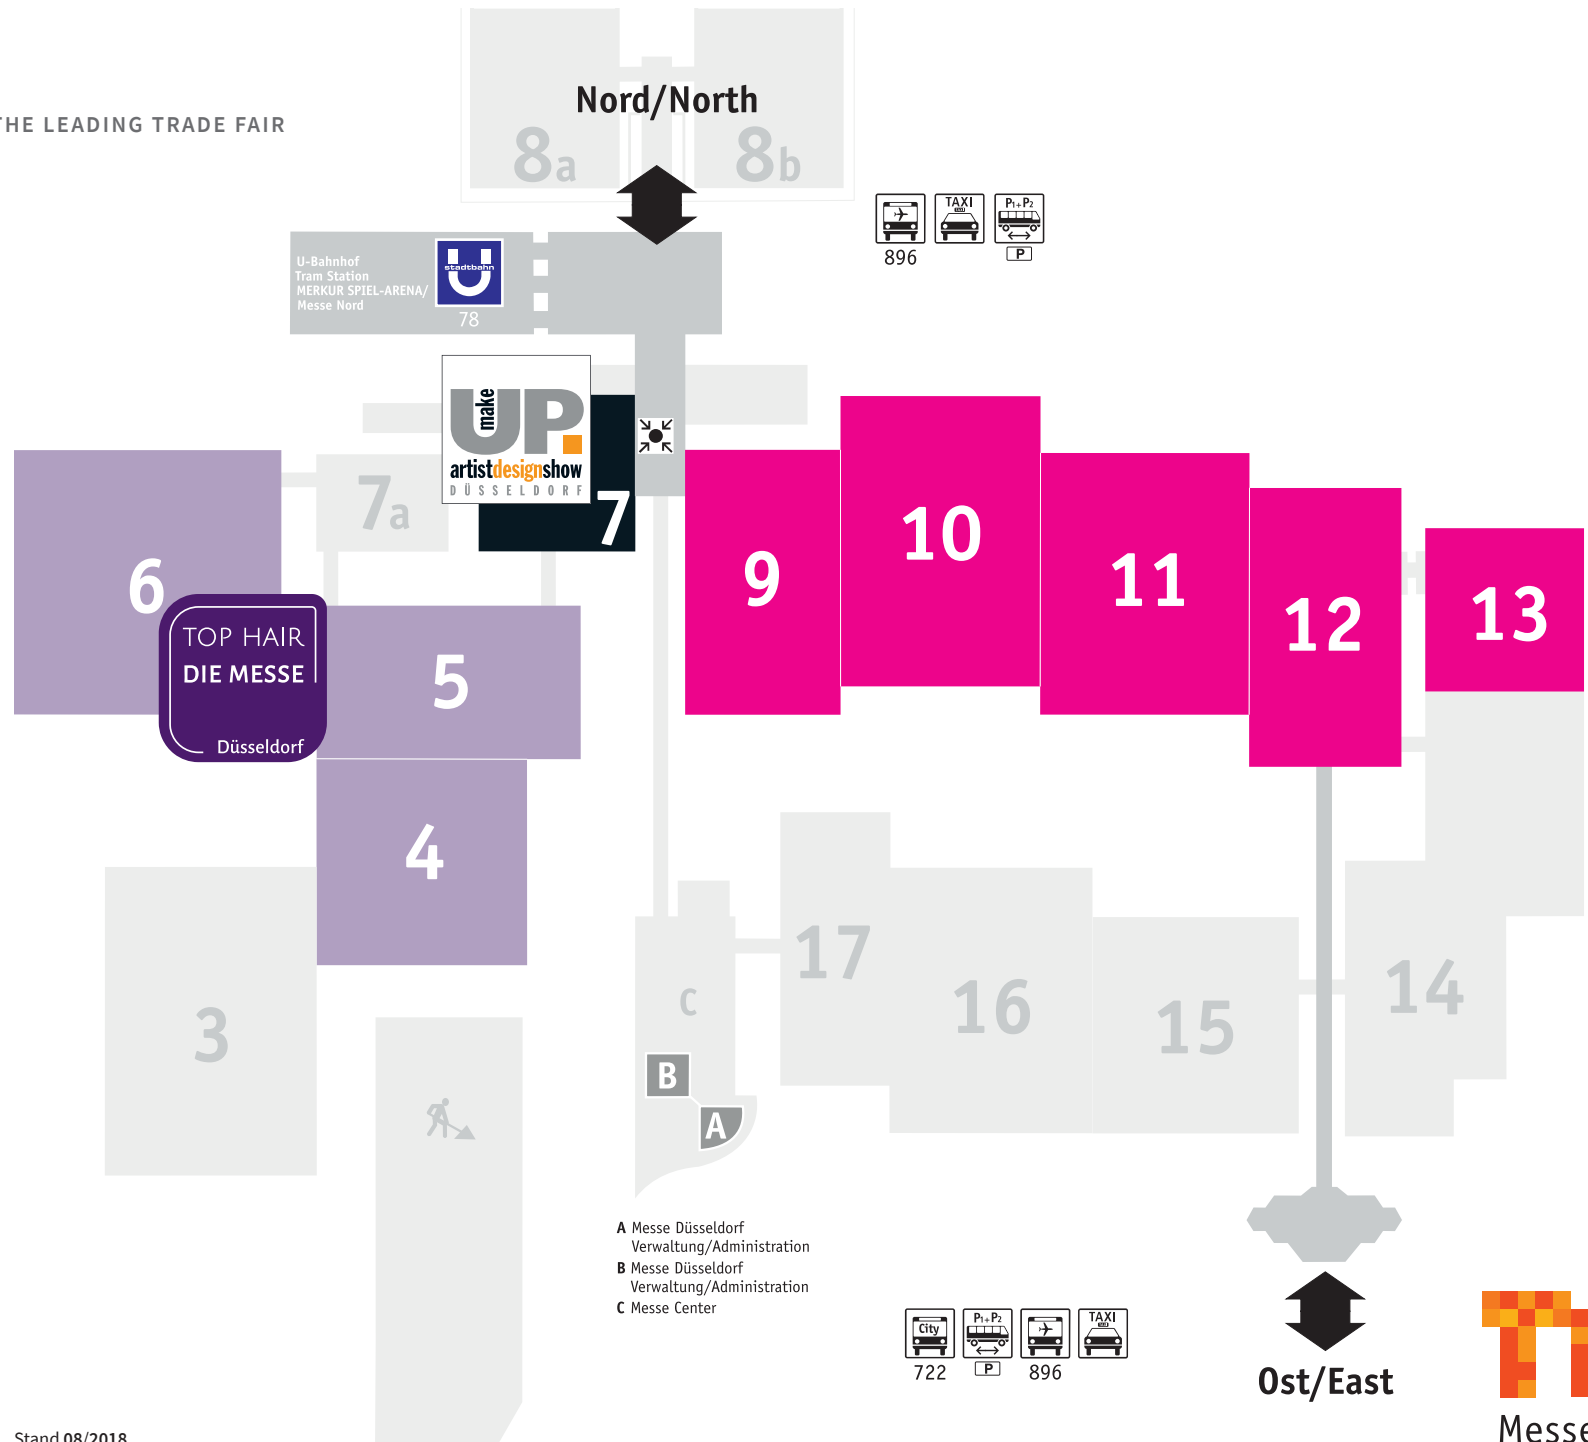 THE LEADING TRADE FAIR
Nord/North
8a
8b
TAXI
TAXI
P1+P2
896
P
U-Bahnhof
Tram Station
MERKUR SPIEL-ARENA/
Messe Nord
stadtbahn
U
78
make
UP.
artistdesignshow
DÜSSELDORF
7
7a
6
TOP HAIR
DIE MESSE
Düsseldorf
5
4
3
9
10
11
12
13
17
16
15
14
C
B
A
A Messe Düsseldorf
Verwaltung/Administration
B Messe Düsseldorf
Verwaltung/Administration
C Messe Center
City
P1+P2
TAXI
TAXI
722
P
896
Ost/East
Messe
Stand 08/2018